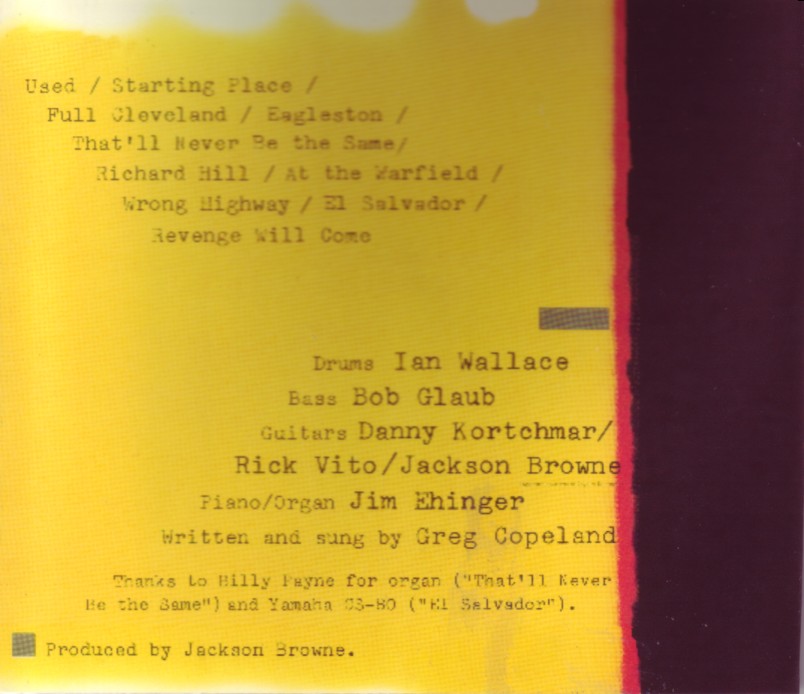 Used / Starting Place /
Full Cleveland / Eagleston /
That'll Never Be the Same/
Richard Hill / At the Warfield /
Wrong Highway / El Salvador /
Revenge Will Come
Drums Ian Wallace
Bass Bob Glaub
Guitars Danny Kortchmar/
Rick Vito/Jackson Browne
Piano/Organ Jim Ehinger
Written and sung by Greg Copeland
Thanks to Billy Payne for organ ("That'll Never
Be the Same") and Yamaha CS-80 ("El Salvador").
Produced by Jackson Browne.